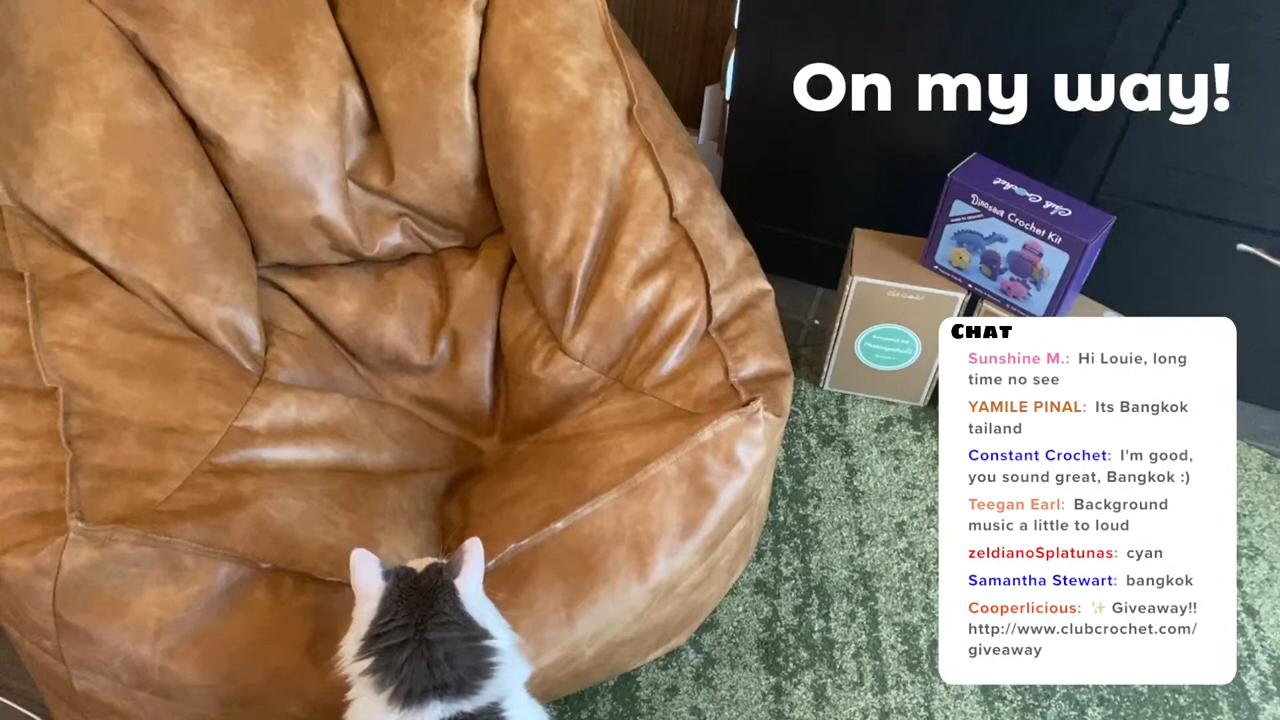 On my way!
Club Crochet
Dinosaur Crochet Kit
Chat
Sunshine M.: Hi Louie, long
time no see
YAMILE PINAL: Its Bangkok
tailand
Constant Crochet: I'm good,
you sound great, Bangkok :)
Teegan Earl: Background
music a little to loud
zeldianoSplatunas: cyan
Samantha Stewart: bangkok
Cooperlicious: ✨ Giveaway!!
http://www.clubcrochet.com/
giveaway